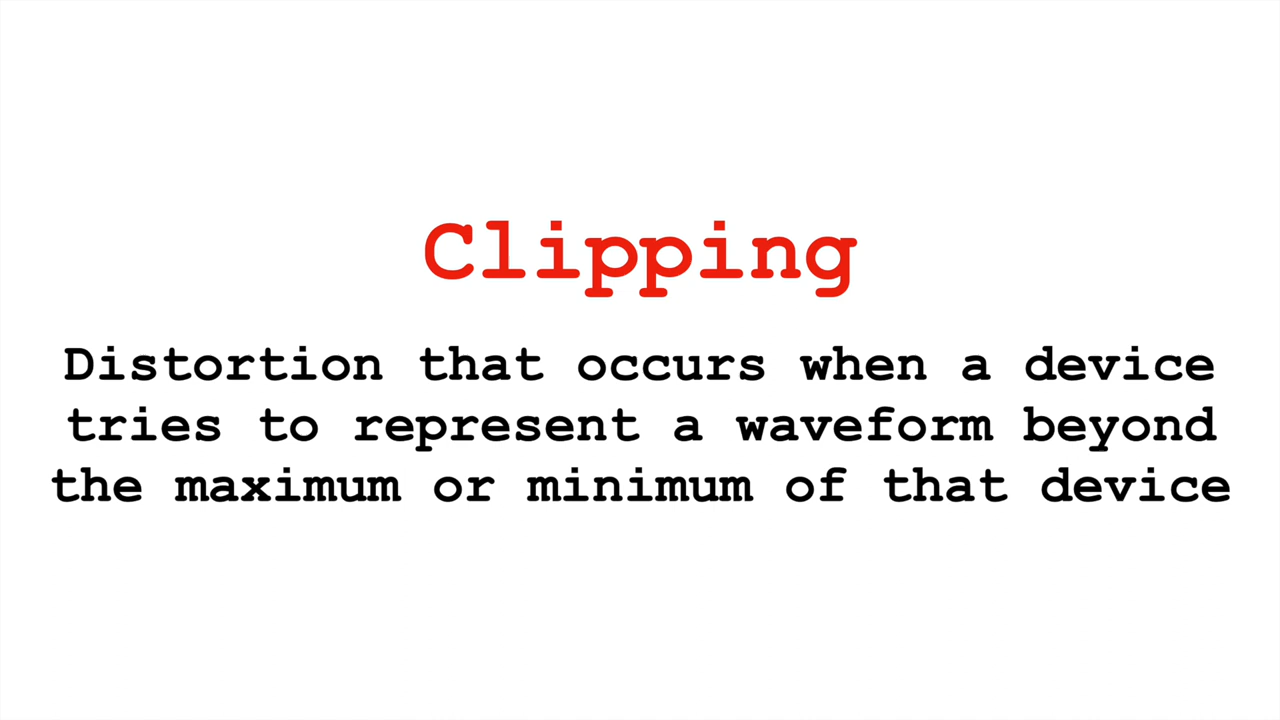 Clipping
Distortion that occurs when a device
tries to represent a waveform beyond
the maximum or minimum of that device